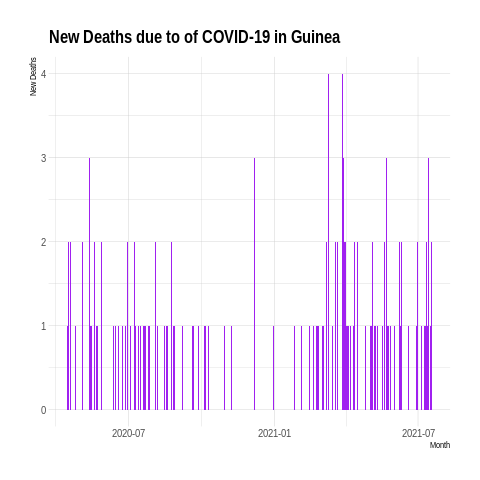 New Deaths due to of COVID-19 in Guinea
New Deaths
4
3
2
1
0
2020-07
2021-01
2021-07
Month